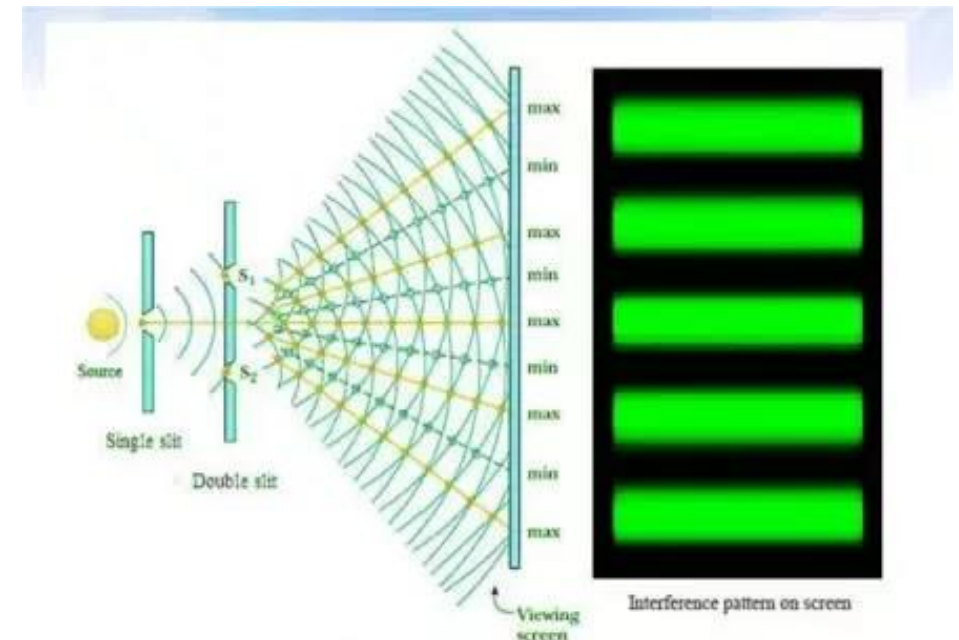 max
min
max
S1
min
max
Source
min
S2
max
Single slit
min
Double slit
max
Interference pattern on screen
Viewing
screen